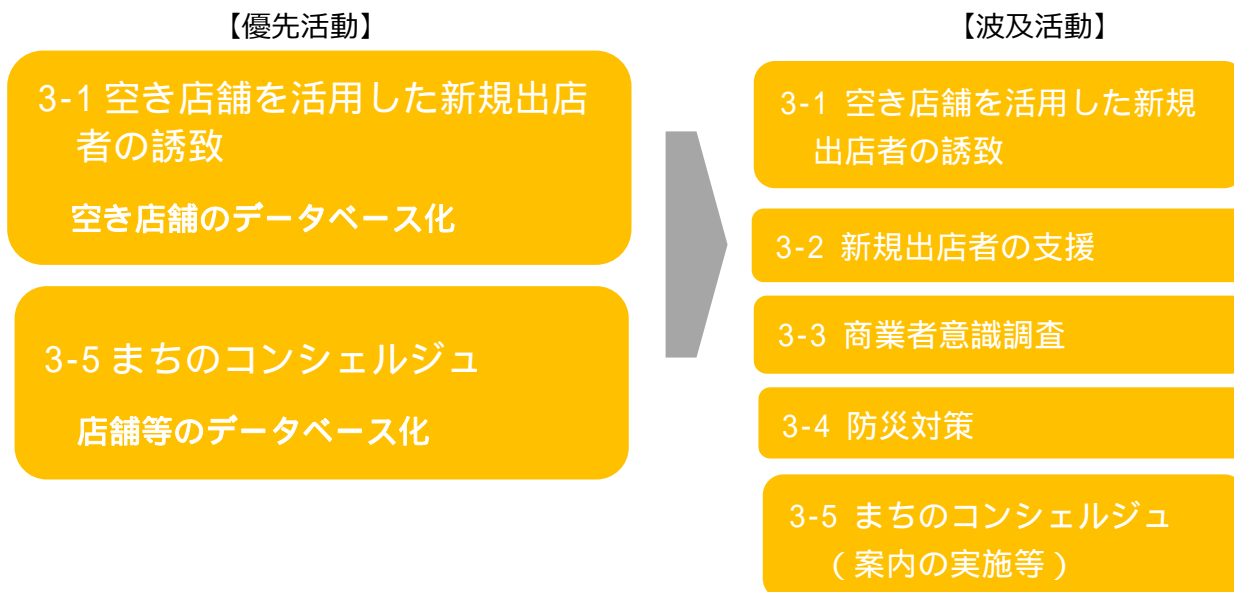 【優先活動】
3-1 空き店舗を活用した新規出店
者の誘致
空き店舗のデータベース化
3-5 まちのコンシェルジュ
店舗等のデータベース化
【波及活動】
3-1 空き店舗を活用した新規
出店者の誘致
3-2 新規出店者の支援
3-3 商業者意識調査
3-4 防災対策
3-5 まちのコンシェルジュ
（案内の実施等）